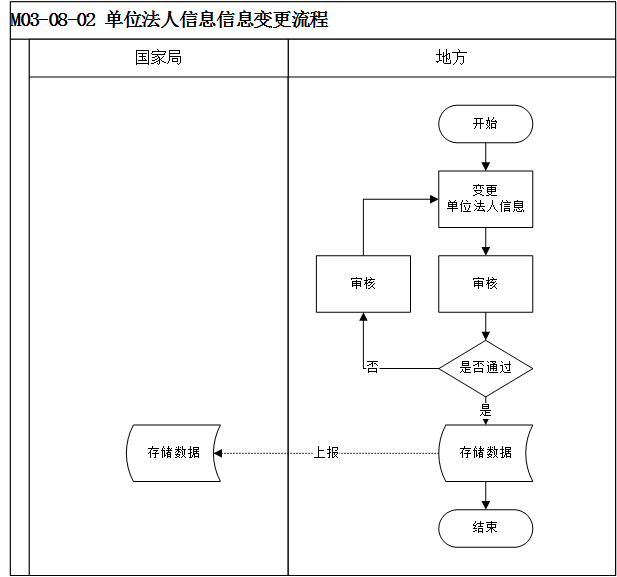 M03-08-02 单位法人信息信息变更流程
国家局
地方
开始
变更
单位法人信息
审核
审核
否
是否通过
是
存储数据
上报
存储数据
结束